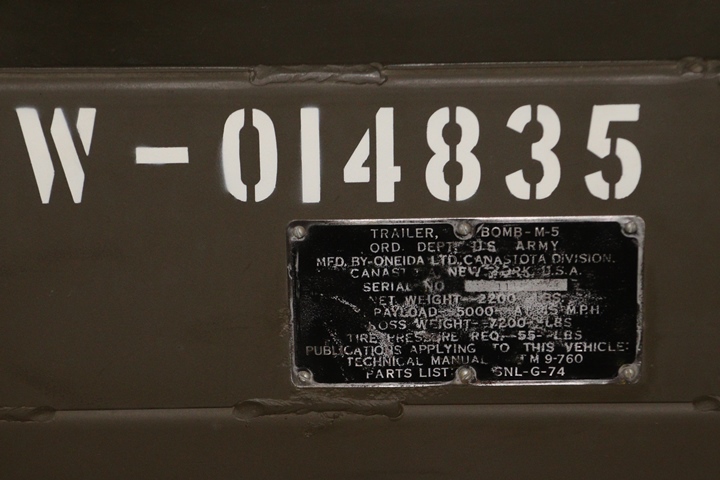 W-014835
TRAILER, BOMB-M-5
ORD. DEPT. U.S. ARMY
MFD. BY-ONEIDA LTD. CANASTOTA DIVISION.
NEW YORK, U.S.A.
SERIAL NO
WEIGHT-2200 LBS.
PAYLOAD 5000 M.P.H
WEIGHT-7200-LBS
TIRE PRESSURE REQ. 55 LBS
PUBLICATIONS APPLYING TO THIS VEHICLE:
TECHNICAL MANUAL TM 9-760
PARTS LIST: SNL-G-74